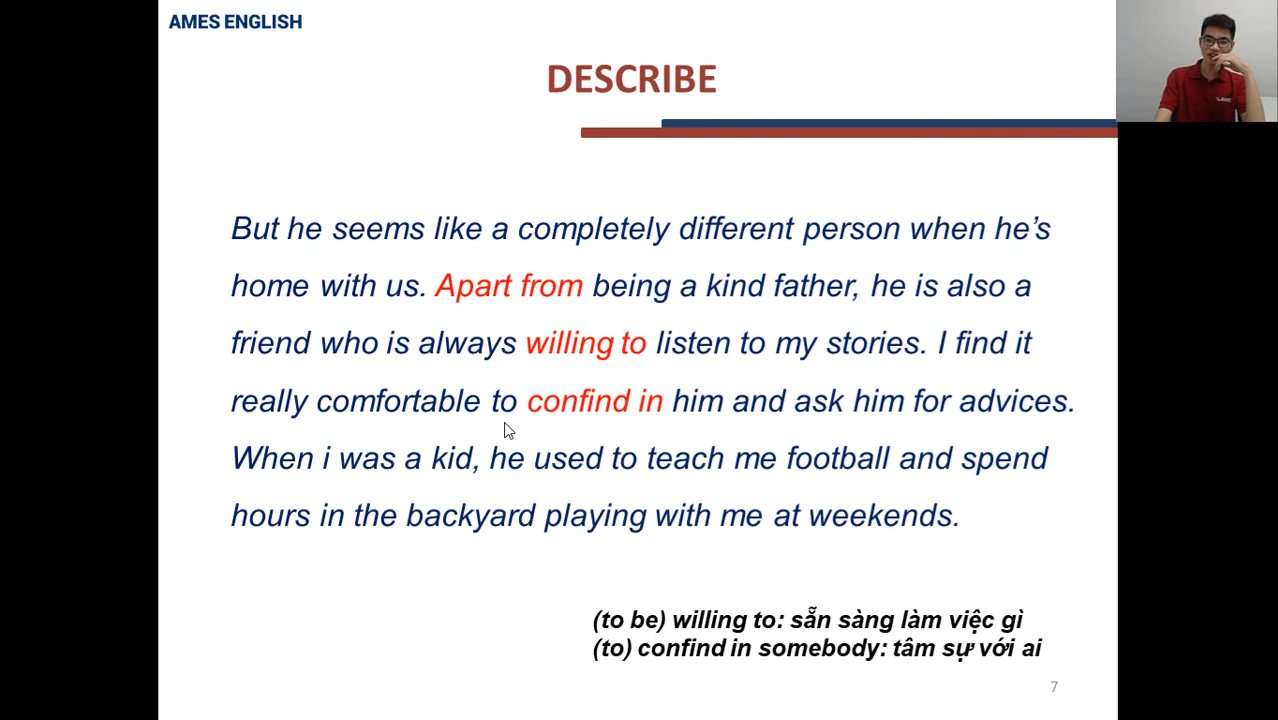 AMES ENGLISH
DESCRIBE
But he seems like a completely different person when he’s
home with us. Apart from being a kind father, he is also a
friend who is always willing to listen to my stories. I find it
really comfortable to confind in him and ask him for advices.
When i was a kid, he used to teach me football and spend
hours in the backyard playing with me at weekends.
(to be) willing to: sẵn sàng làm việc gì
(to) confind in somebody: tâm sự với ai
7